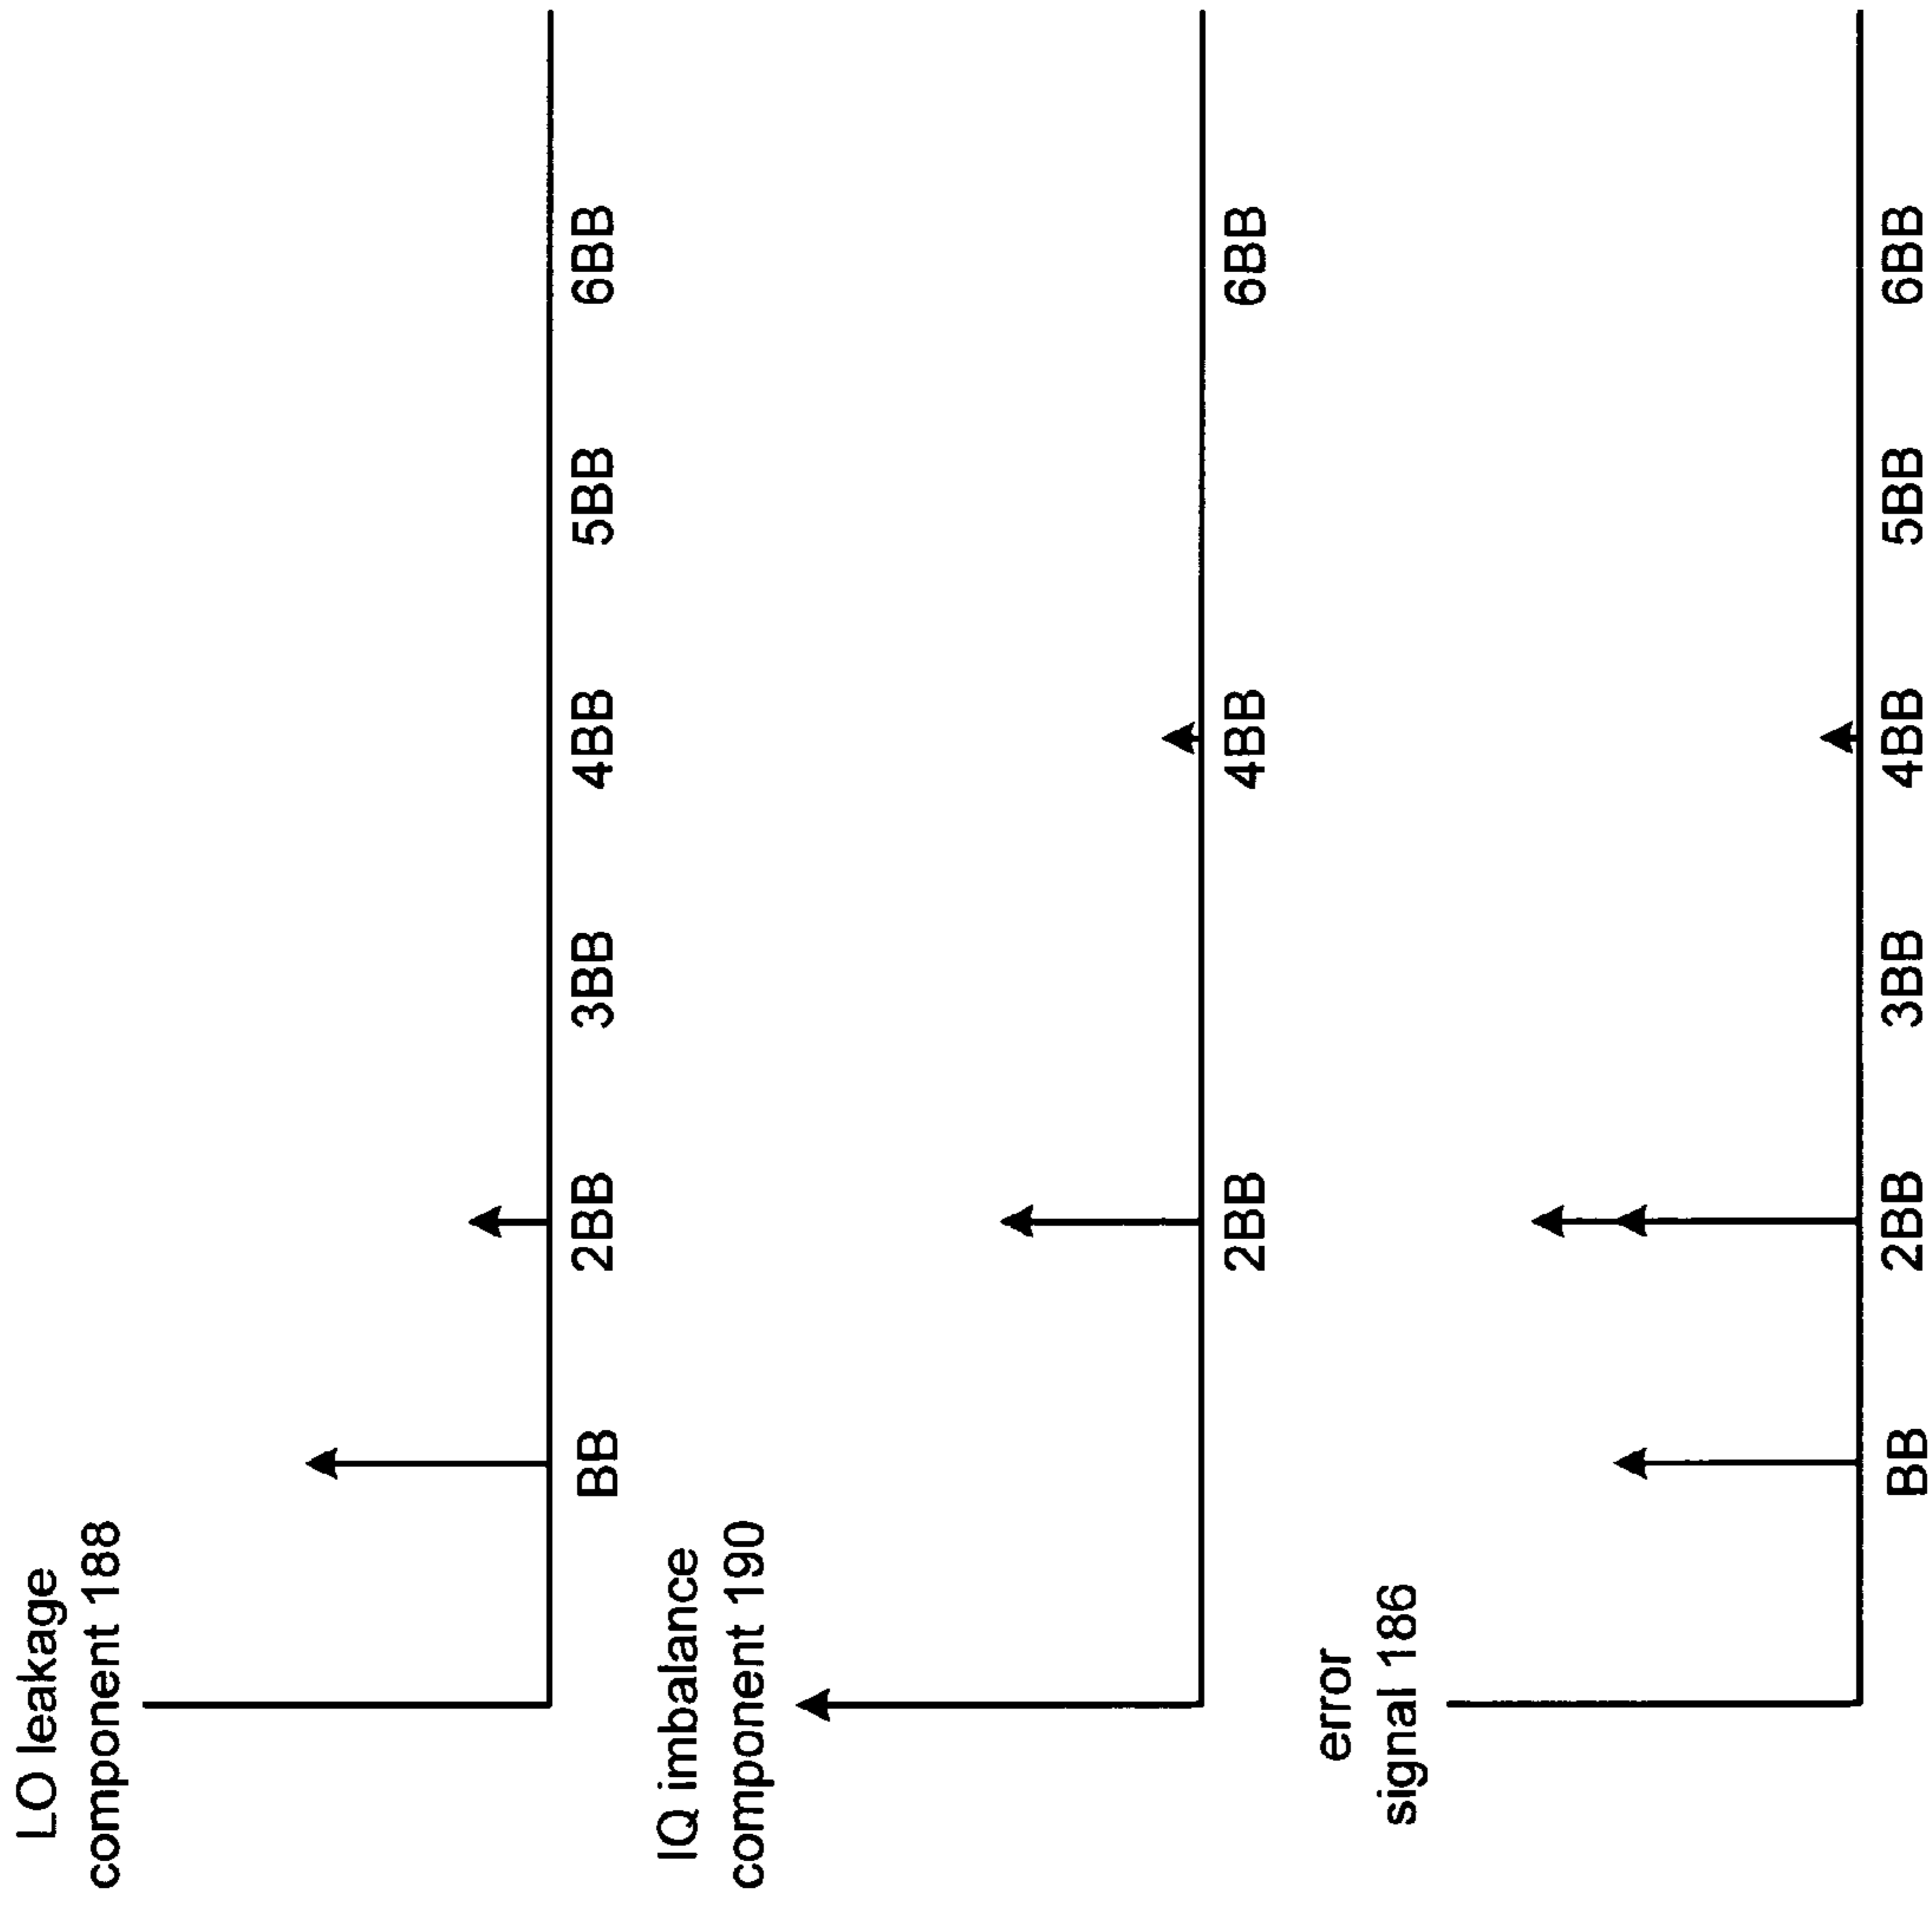 LO leakage
component 188
BB 2BB 3BB 4BB 5BB 6BB
IQ imbalance
component 190
2BB 4BB 6BB
error
signal 186
BB 2BB 3BB 4BB 5BB 6BB